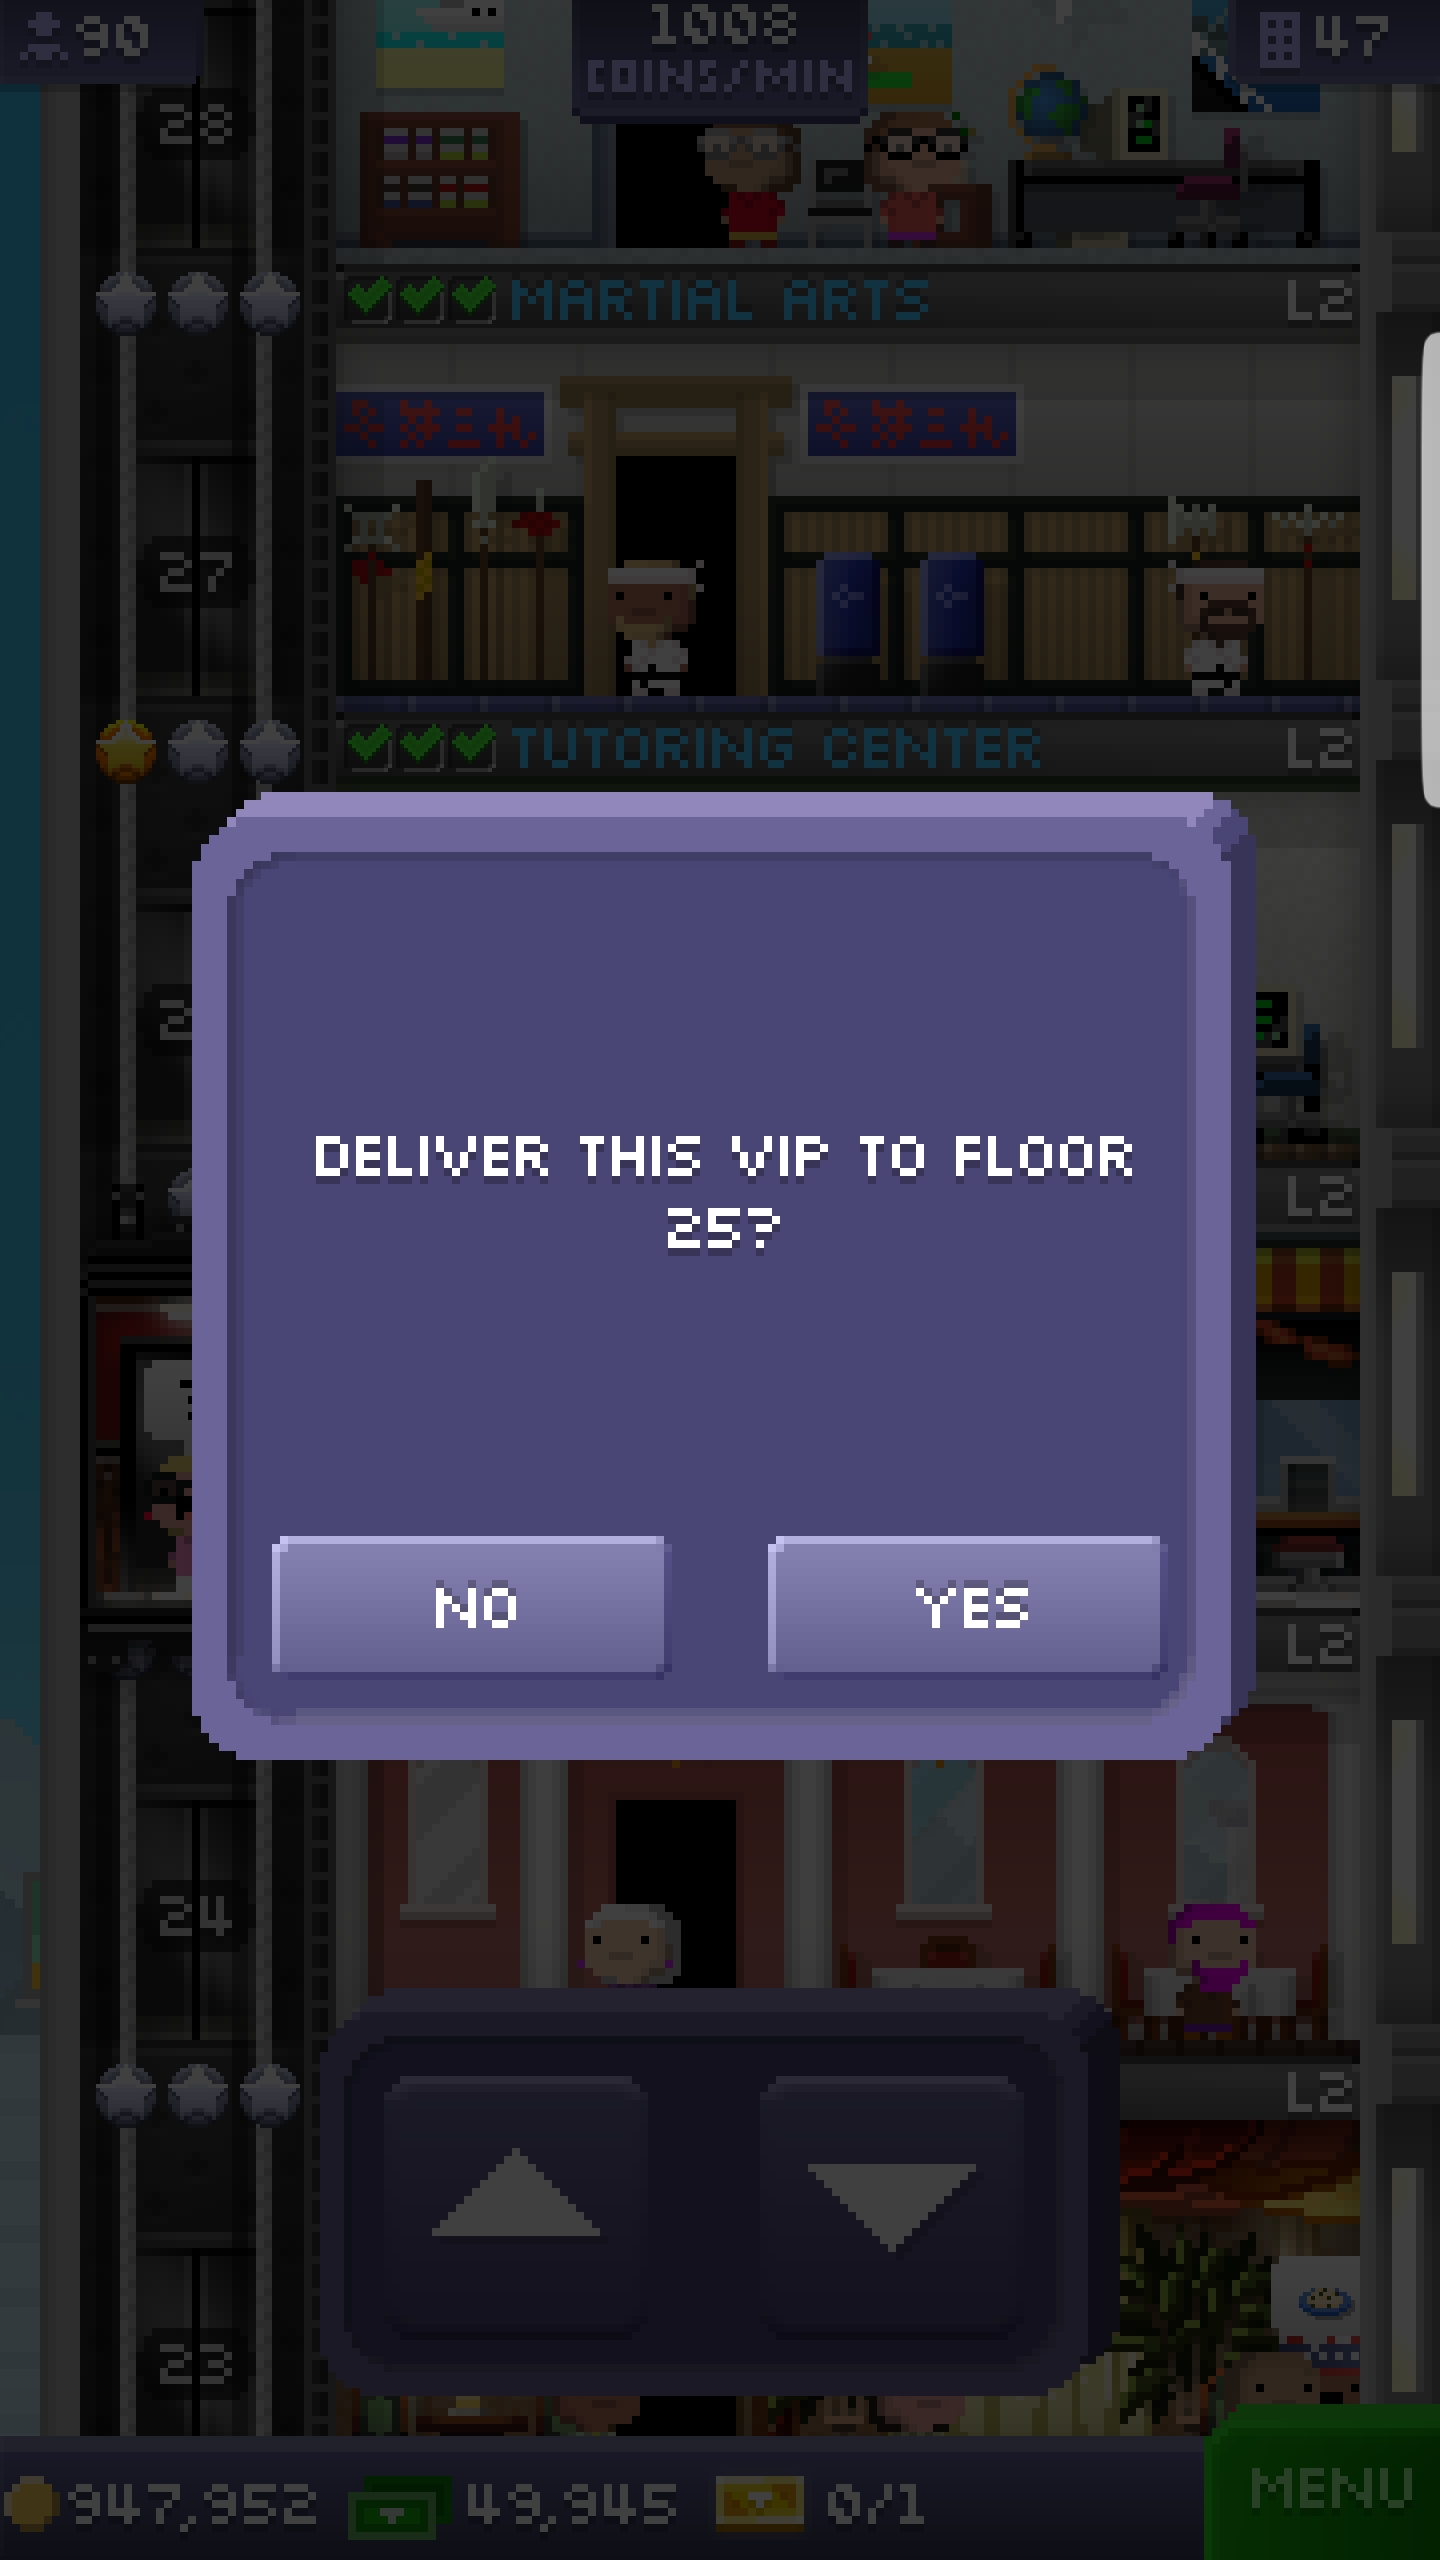 90
1008
COINS/MIN
47
28
MARTIAL ARTS
L2
27
TUTORING CENTER
L2
L2
DELIVER THIS VIP TO FLOOR
25?
NO
YES
L2
24
L2
23
947,952
49,945
0/1
MENU